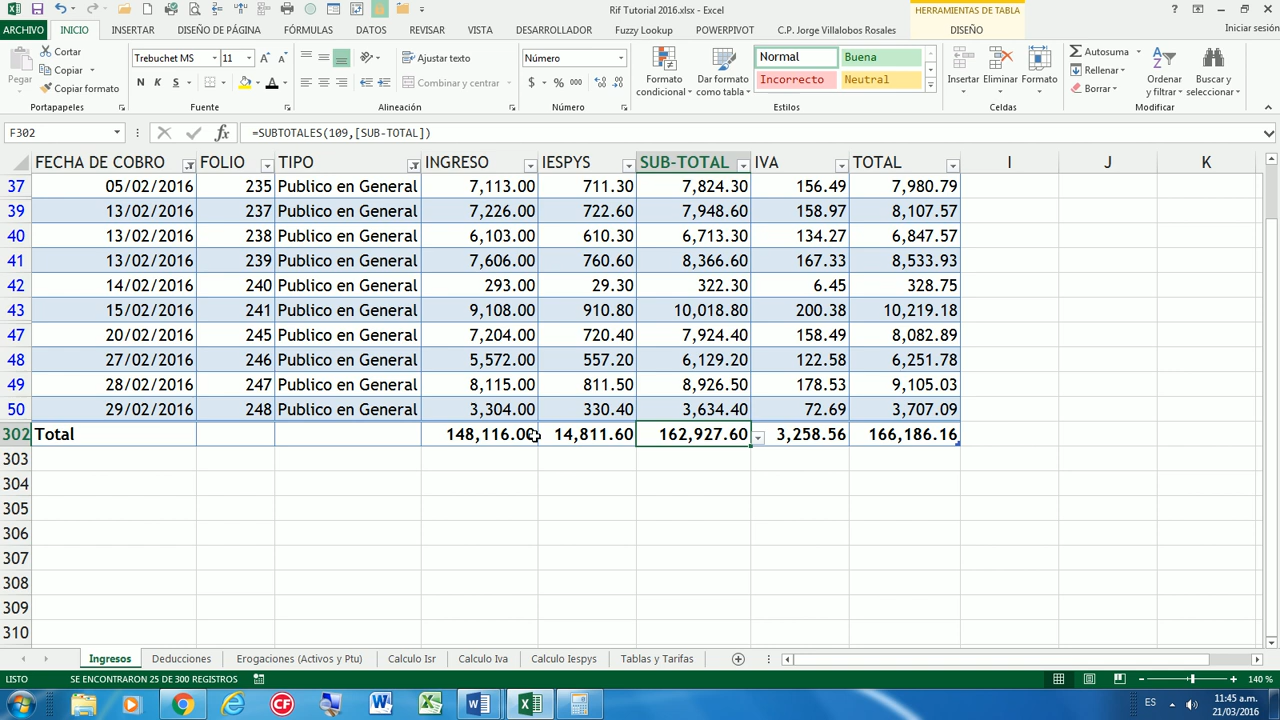 Rif Tutorial 2016.xlsx - Excel
HERRAMIENTAS DE TABLA
ARCHIVO INICIO INSERTAR DISEÑO DE PÁGINA FÓRMULAS DATOS REVISAR VISTA DESARROLLADOR Fuzzy Lookup POWERPIVOT C.P. Jorge Villalobos Rosales DISEÑO Iniciar sesión
Pegar
Cortar
Copiar
Copiar formato
Portapapeles
Trebuchet MS 11
N K S
Fuente
Ajustar texto
Combinar y centrar
Alineación
Número
$ % 000
Número
Formato condicional
Dar formato como tabla
Normal Buena
Incorrecto Neutral
Estilos
Insertar Eliminar Formato
Celdas
Autosuma
Rellenar
Borrar
Ordenar y filtrar
Buscar y seleccionar
Modificar
F302 fx =SUBTOTALES(109,[SUB-TOTAL])
FECHA DE COBRO FOLIO TIPO INGRESO IESPYS SUB-TOTAL IVA TOTAL I J K
37 05/02/2016 235 Publico en General 7,113.00 711.30 7,824.30 156.49 7,980.79
39 13/02/2016 237 Publico en General 7,226.00 722.60 7,948.60 158.97 8,107.57
40 13/02/2016 238 Publico en General 6,103.00 610.30 6,713.30 134.27 6,847.57
41 13/02/2016 239 Publico en General 7,606.00 760.60 8,366.60 167.33 8,533.93
42 14/02/2016 240 Publico en General 293.00 29.30 322.30 6.45 328.75
43 15/02/2016 241 Publico en General 9,108.00 910.80 10,018.80 200.38 10,219.18
47 20/02/2016 245 Publico en General 7,204.00 720.40 7,924.40 158.49 8,082.89
48 27/02/2016 246 Publico en General 5,572.00 557.20 6,129.20 122.58 6,251.78
49 28/02/2016 247 Publico en General 8,115.00 811.50 8,926.50 178.53 9,105.03
50 29/02/2016 248 Publico en General 3,304.00 330.40 3,634.40 72.69 3,707.09
302 Total 148,116.00 14,811.60 162,927.60 3,258.56 166,186.16
303
304
305
306
307
308
309
310
Ingresos Deducciones Erogaciones (Activos y Ptu) Calculo Isr Calculo Iva Calculo Iespys Tablas y Tarifas
LISTO SE ENCONTRARON 25 DE 300 REGISTROS 140 %
ES 11:45 a.m.
21/03/2016